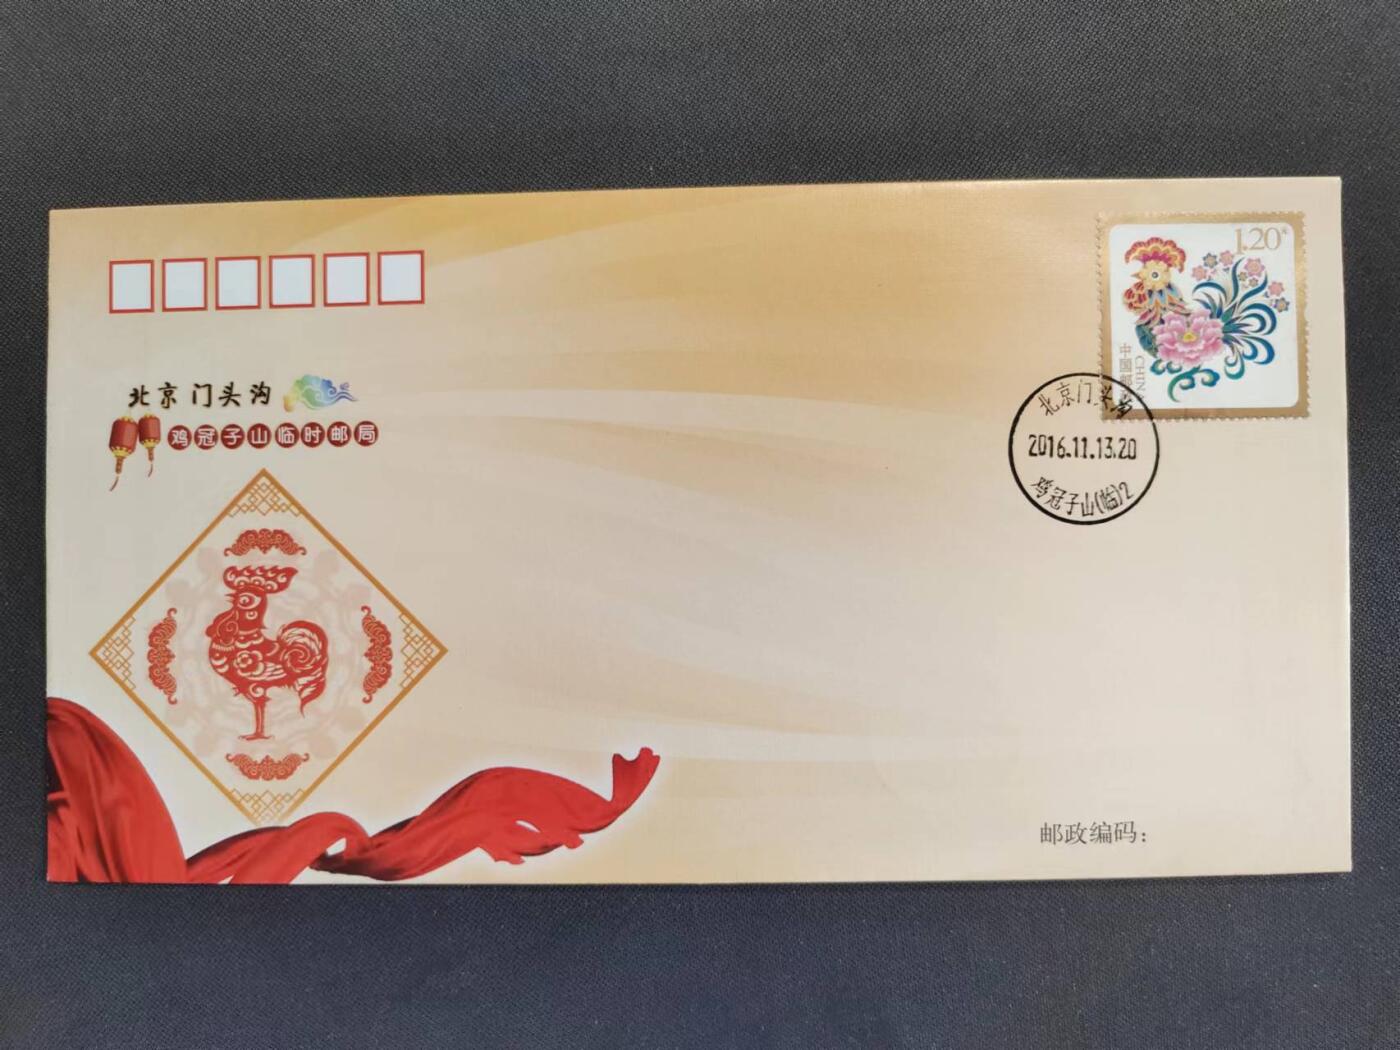 1.20元
中国邮政
CHINA
北京门头沟
2016.11.13.20
鸡冠子山(临)2
北京 门头沟
鸡冠子山临时邮局
邮政编码：